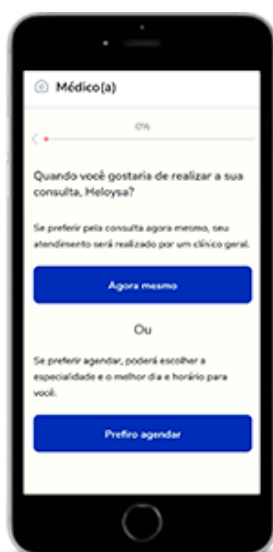 Médico(a)
0%
Quando você gostaria de realizar a sua
consulta, Heloysa?
Se preferir pela consulta agora mesmo, seu
atendimento será realizado por um clínico geral.
Agora mesmo
Ou
Se preferir agendar, poderá escolher a
especialidade e o melhor dia e horário para
você.
Prefiro agendar